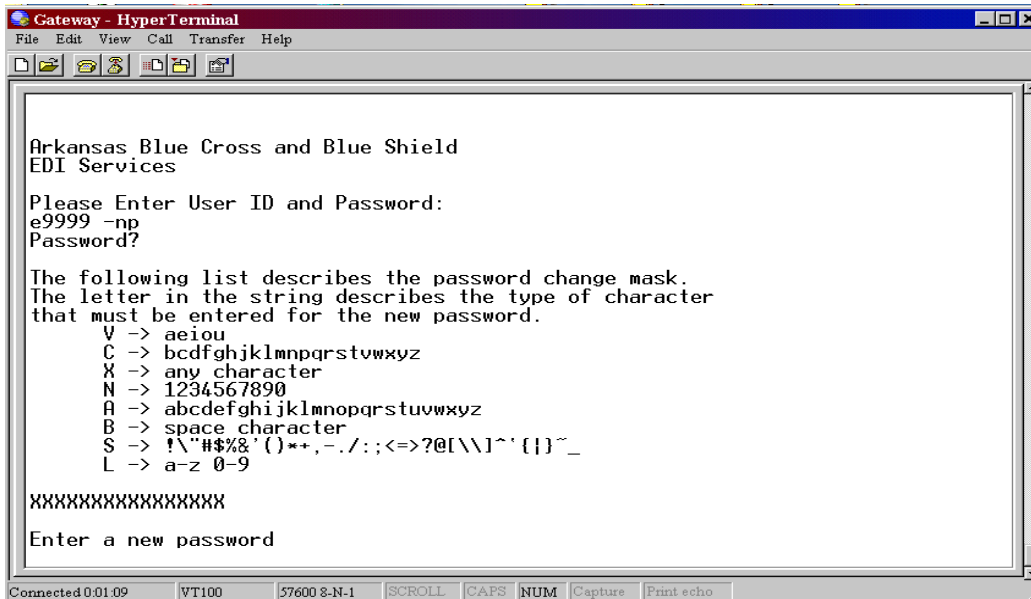 Gateway - HyperTerminal
File Edit View Call Transfer Help
Arkansas Blue Cross and Blue Shield
EDI Services
Please Enter User ID and Password:
e9999 -np
Password?
The following list describes the password change mask.
The letter in the string describes the type of character
that must be entered for the new password.
V -> aeiou
C -> bcdfghjklmnpqrstvwxyz
X -> any character
N -> 1234567890
A -> abcdefghijklmnopqrstuvwxyz
B -> space character
S -> !\"#$%&'()*+,-./:;<=>?@[\\]^`{|}~_
L -> a-z 0-9
XXXXXXXXXXXXXXXX
Enter a new password
Connected 0:01:09 VT100 57600 8-N-1 SCROLL CAPS NUM Capture Print echo